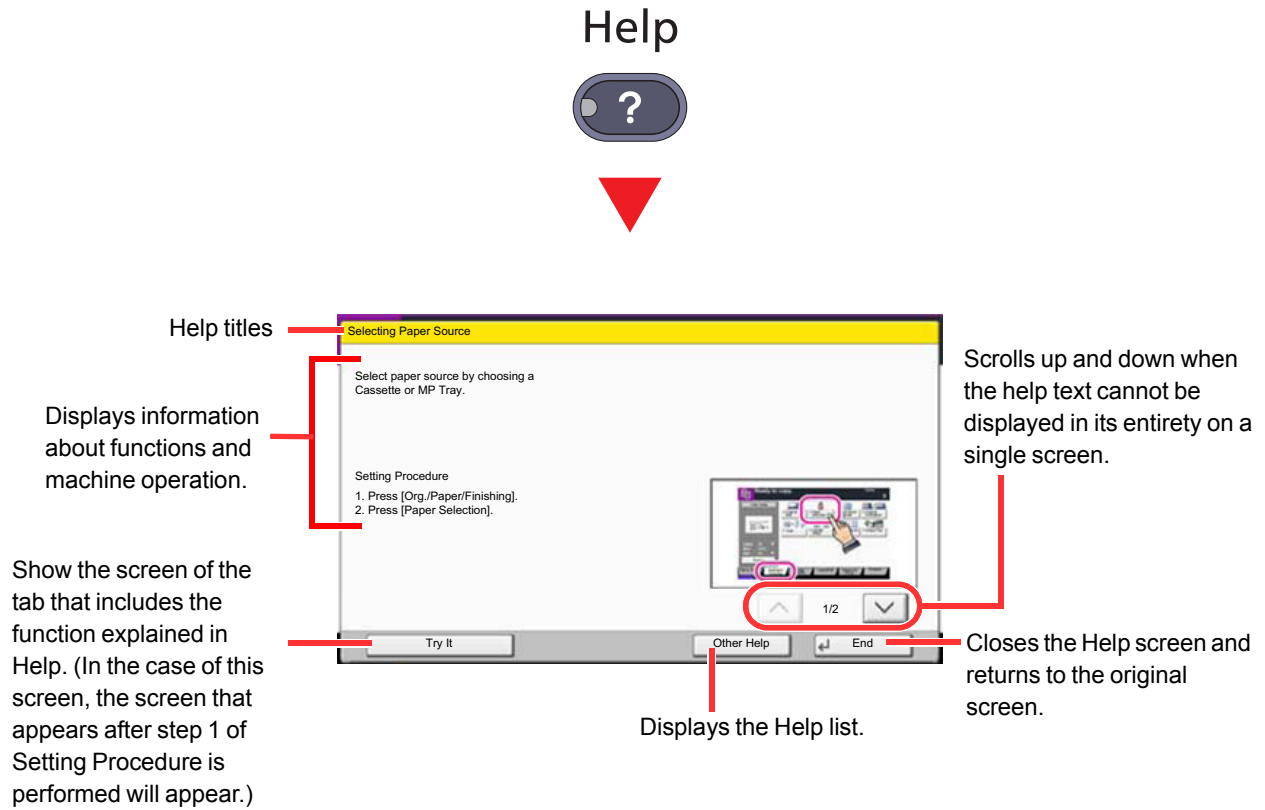 Help
?
Help titles
Selecting Paper Source
Select paper source by choosing a
Cassette or MP Tray.
Displays information
about functions and
machine operation.
Setting Procedure
1. Press [Org./Paper/Finishing].
2. Press [Paper Selection].
Scrolls up and down when
the help text cannot be
displayed in its entirety on a
single screen.
1/2
Show the screen of the
tab that includes the
function explained in
Help. (In the case of this
screen, the screen that
appears after step 1 of
Setting Procedure is
performed will appear.)
Try It
Other Help
End
Closes the Help screen and
returns to the original
screen.
Displays the Help list.